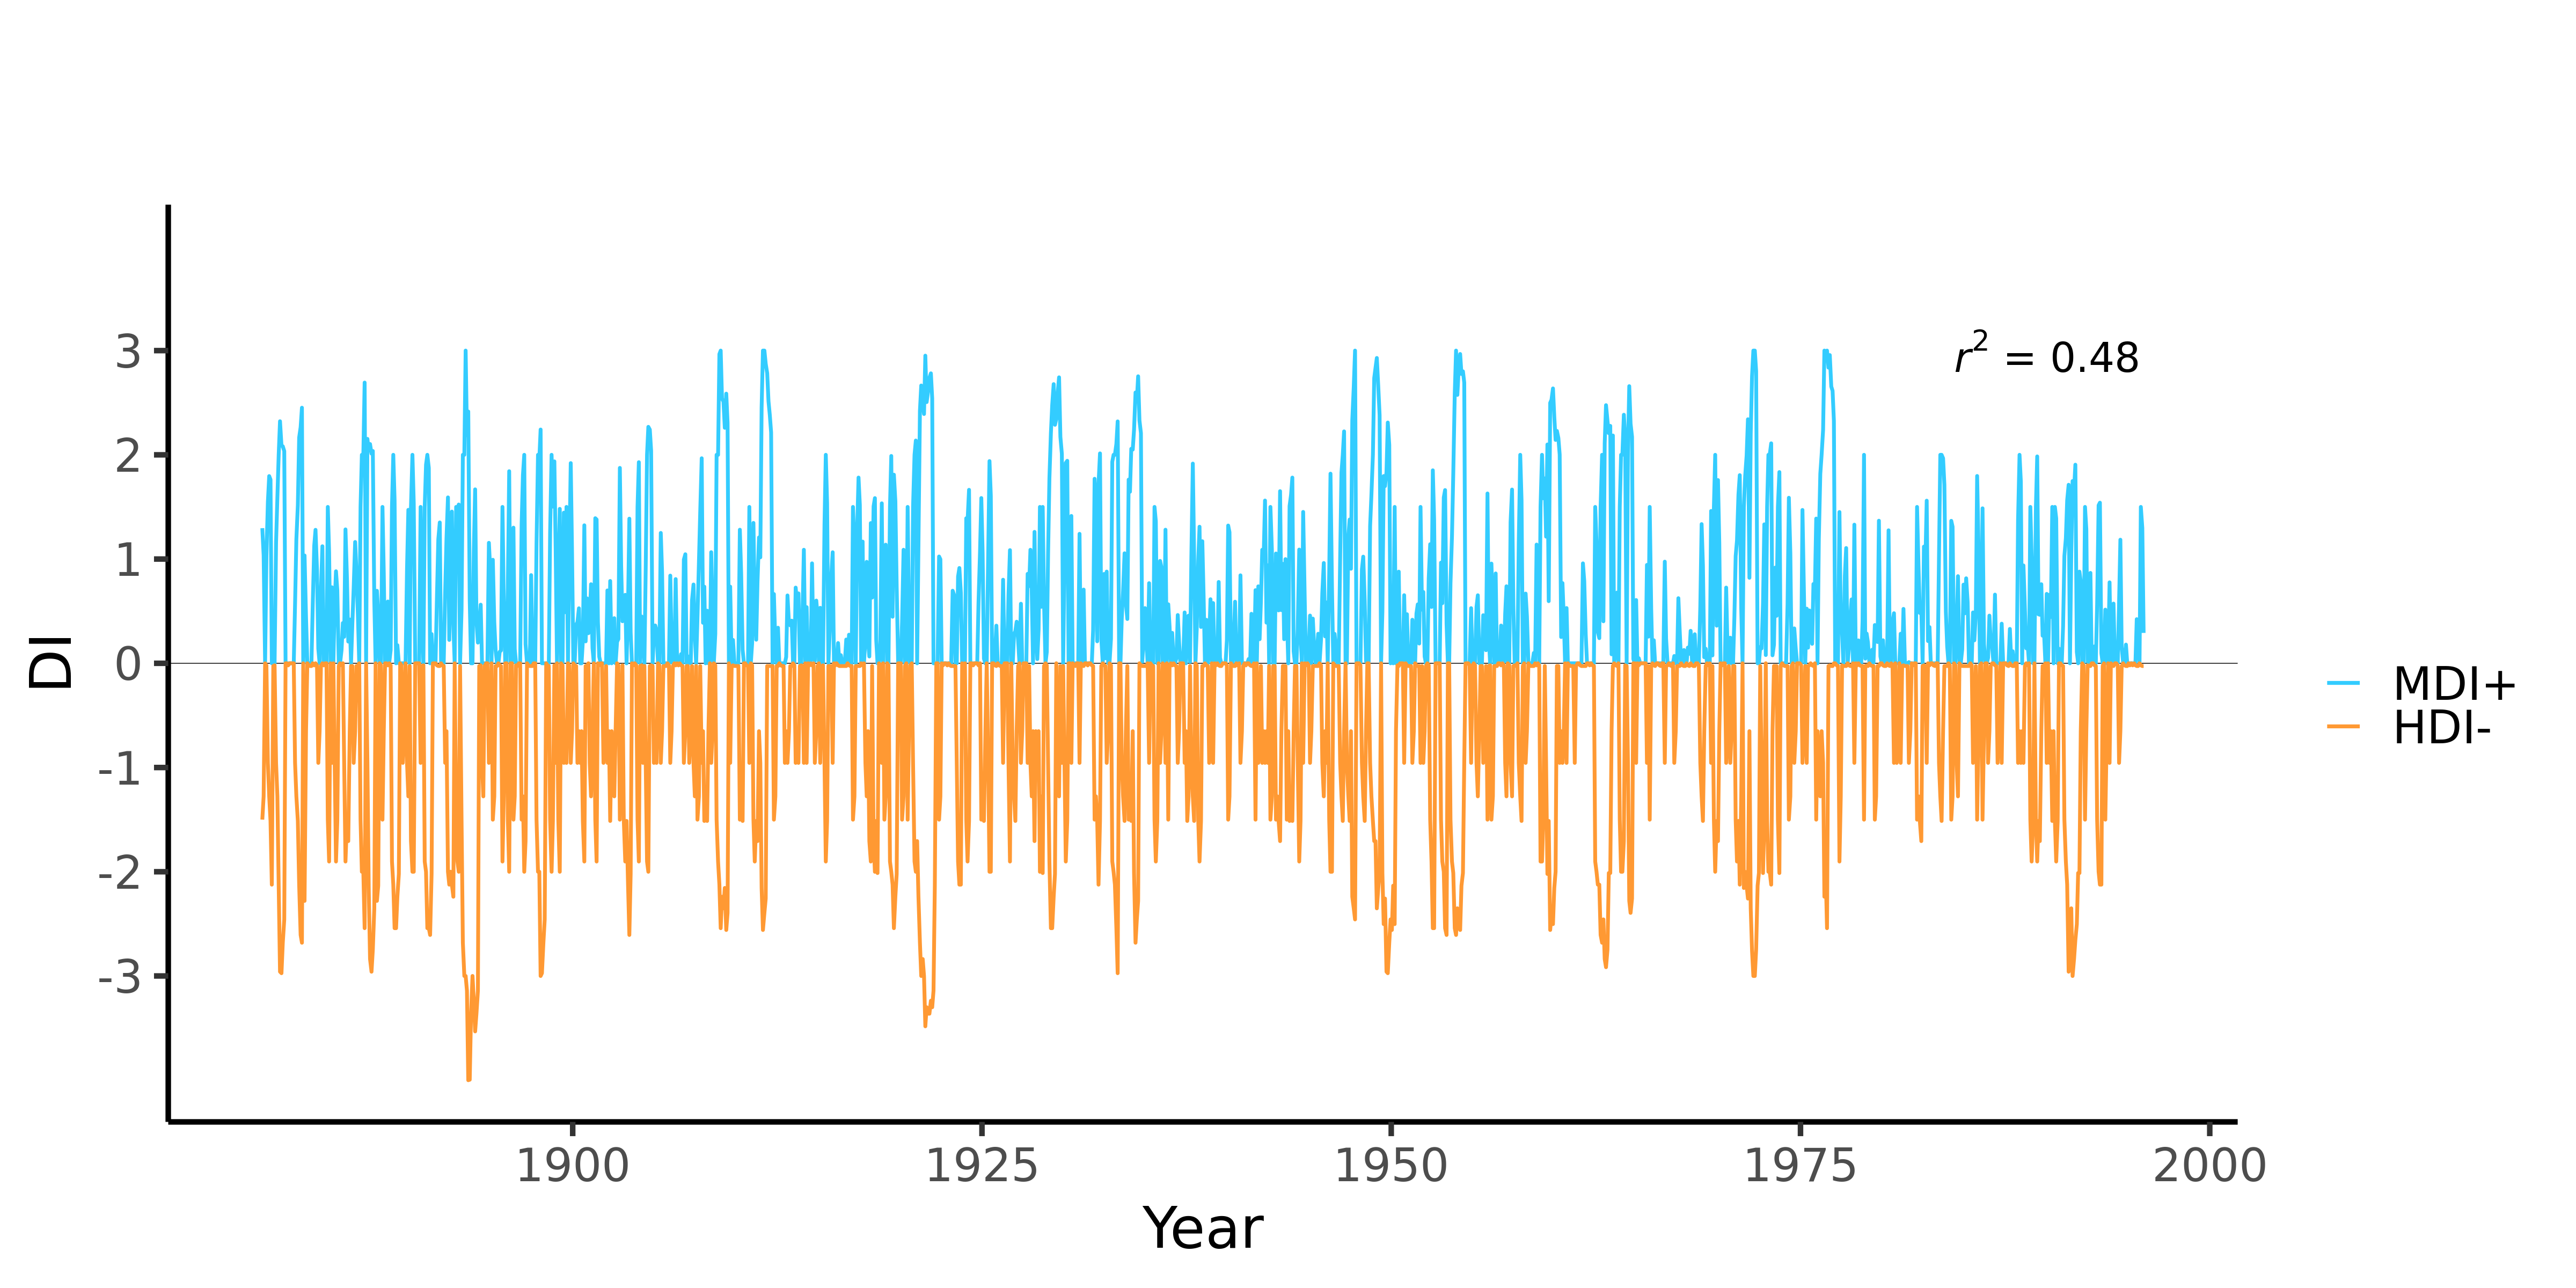 3
2
1
0
-1
-2
-3
DI
r² = 0.48
MDI+
HDI-
1900 1925 1950 1975 2000
Year